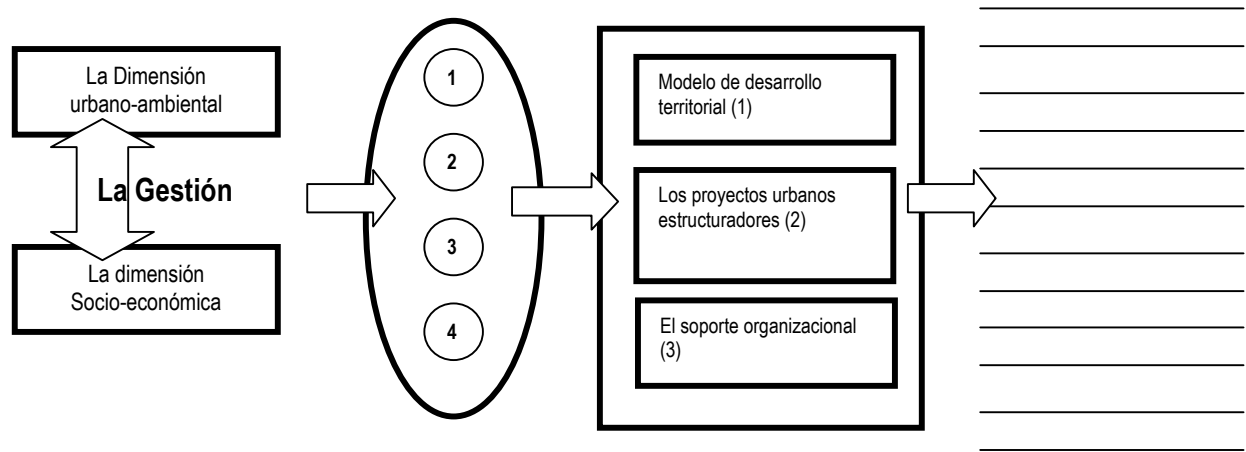 La Dimensión
urbano-ambiental
La Gestión
La dimensión
Socio-económica
1
2
3
4
Modelo de desarrollo
territorial (1)
Los proyectos urbanos
estructuradores (2)
El soporte organizacional
(3)